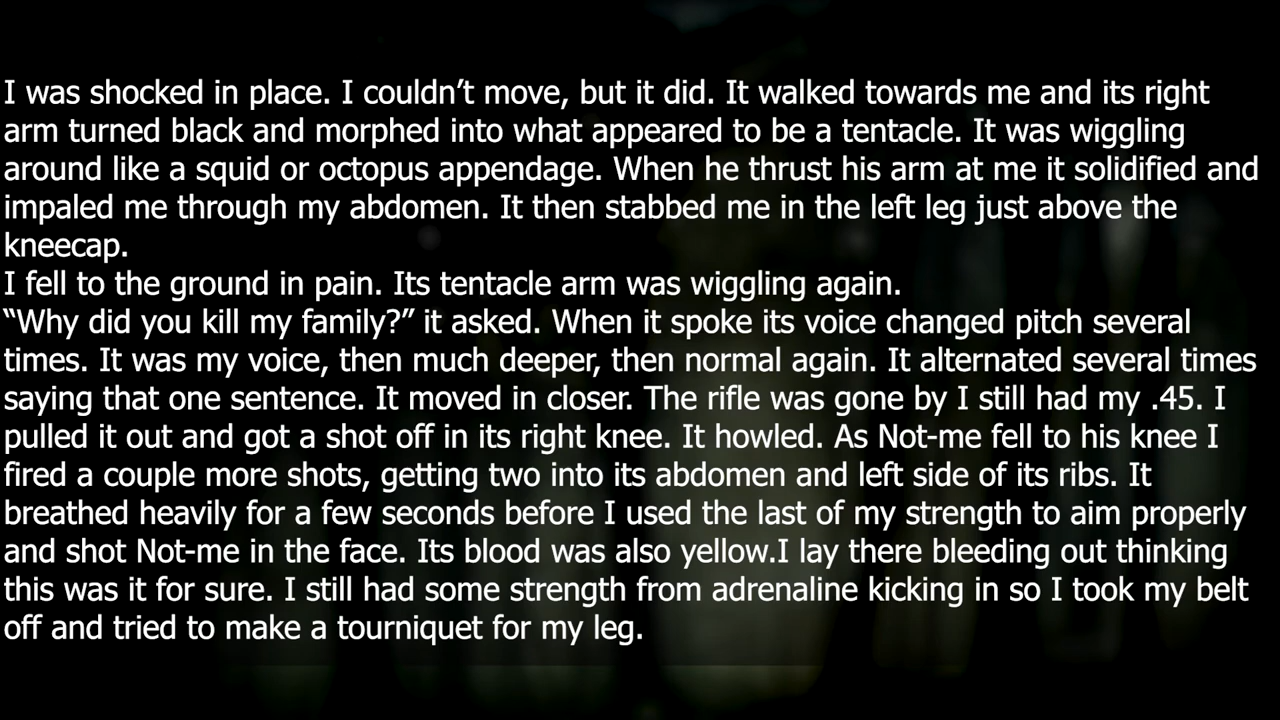 I was shocked in place. I couldn’t move, but it did. It walked towards me and its right
arm turned black and morphed into what appeared to be a tentacle. It was wiggling
around like a squid or octopus appendage. When he thrust his arm at me it solidified and
impaled me through my abdomen. It then stabbed me in the left leg just above the
kneecap.
I fell to the ground in pain. Its tentacle arm was wiggling again.
“Why did you kill my family?” it asked. When it spoke its voice changed pitch several
times. It was my voice, then much deeper, then normal again. It alternated several times
saying that one sentence. It moved in closer. The rifle was gone by I still had my .45. I
pulled it out and got a shot off in its right knee. It howled. As Not-me fell to his knee I
fired a couple more shots, getting two into its abdomen and left side of its ribs. It
breathed heavily for a few seconds before I used the last of my strength to aim properly
and shot Not-me in the face. Its blood was also yellow.I lay there bleeding out thinking
this was it for sure. I still had some strength from adrenaline kicking in so I took my belt
off and tried to make a tourniquet for my leg.